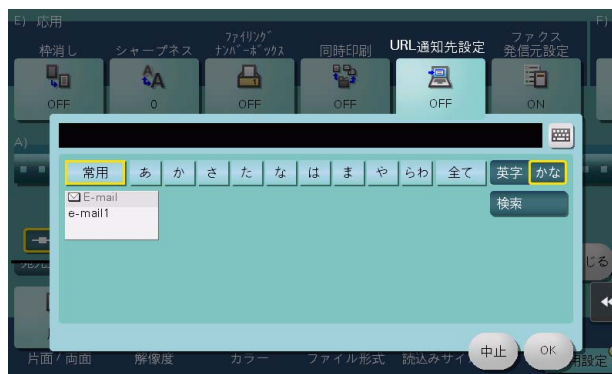 E) 応用
F)
枠消し
シャープネス
ファイリング
ナンバーボックス
同時印刷
URL通知先設定
ファクス
発信元設定
OFF
0
OFF
OFF
OFF
ON
A)
常用 あ か さ た な は ま や らわ 全て 英字 かな
E-mail
e-mail1
検索
じる
中止
OK
片面/両面
解像度
カラー
ファイル形式
読込みサイ
用設定